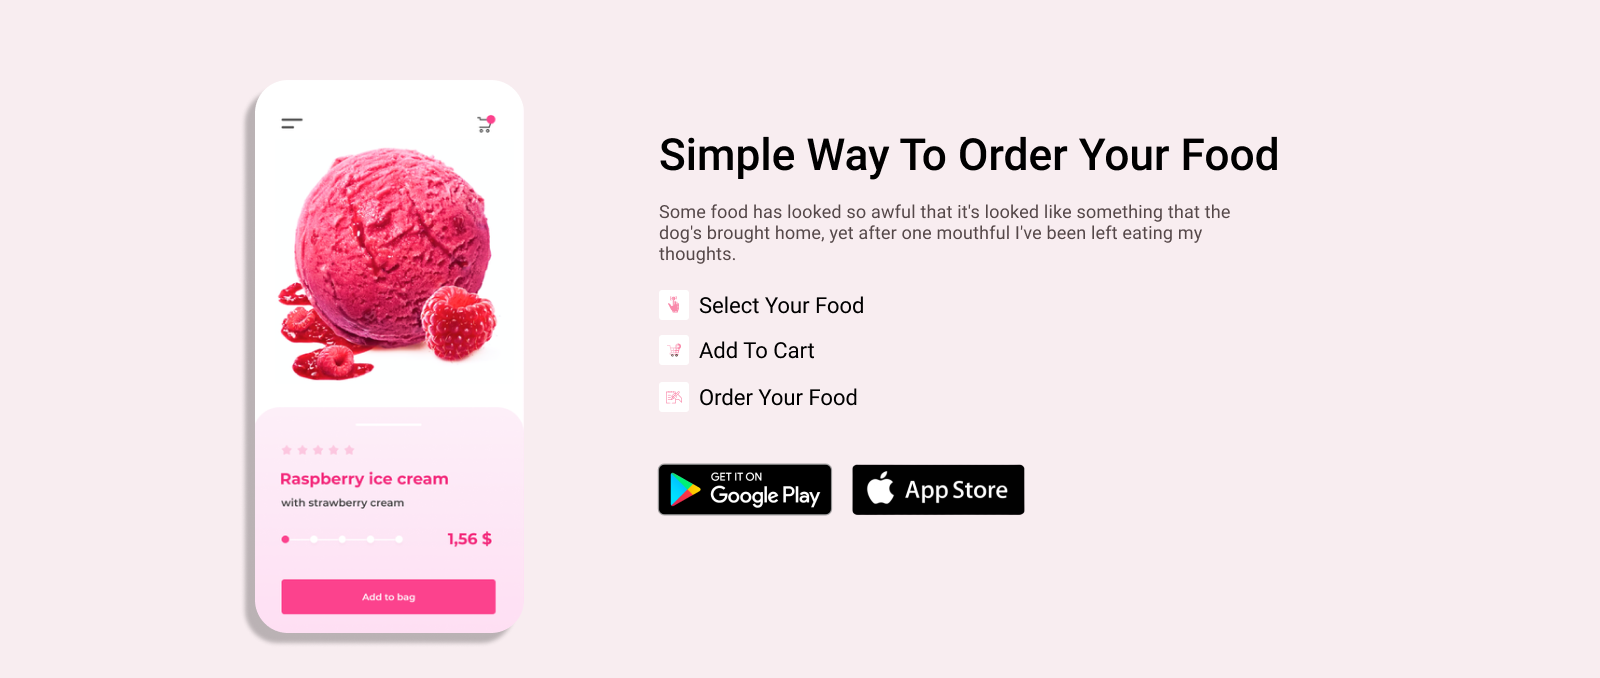 Simple Way To Order Your Food
Some food has looked so awful that it's looked like something that the
dog's brought home, yet after one mouthful I've been left eating my
thoughts.
Select Your Food
Add To Cart
Order Your Food
GET IT ON
Google Play
App Store
Raspberry ice cream
with strawberry cream
1,56 $
Add to bag